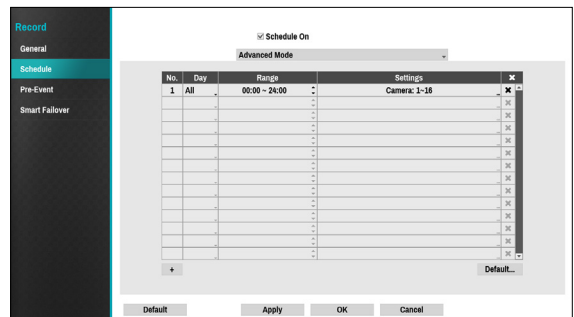 Record
General
Schedule
Pre-Event
Smart Failover
Schedule On
Advanced Mode
No. Day Range Settings
1 All 00:00 ~ 24:00 Camera: 1~16
+ Default...
Default Apply OK Cancel